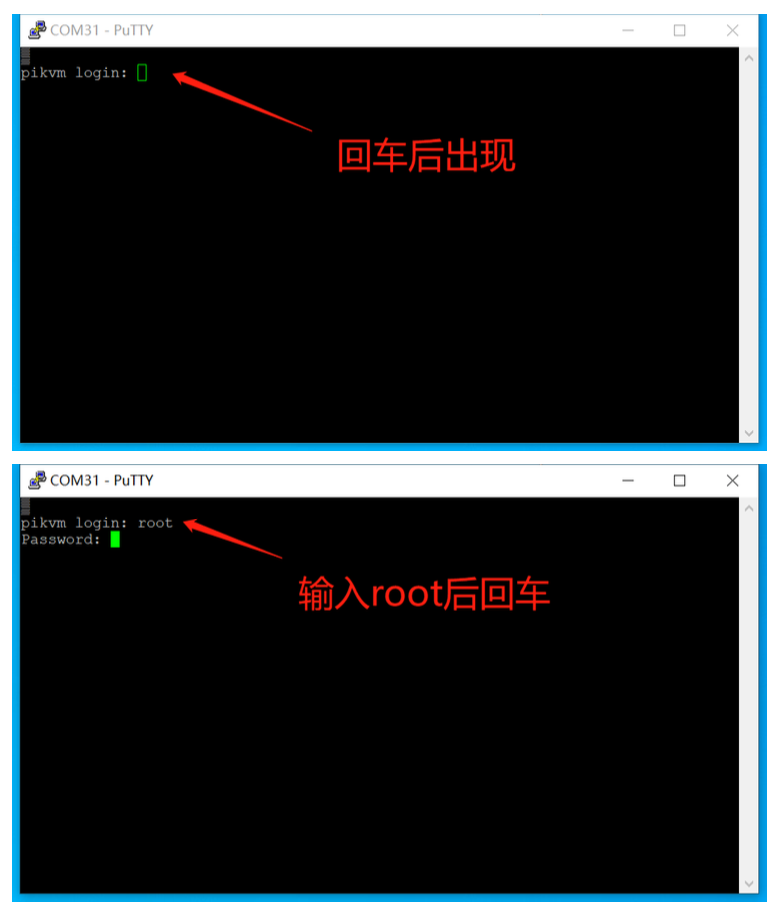 COM31 - PuTTY
pikvm login:
回车后出现
COM31 - PuTTY
pikvm login: root
Password:
输入root后回车